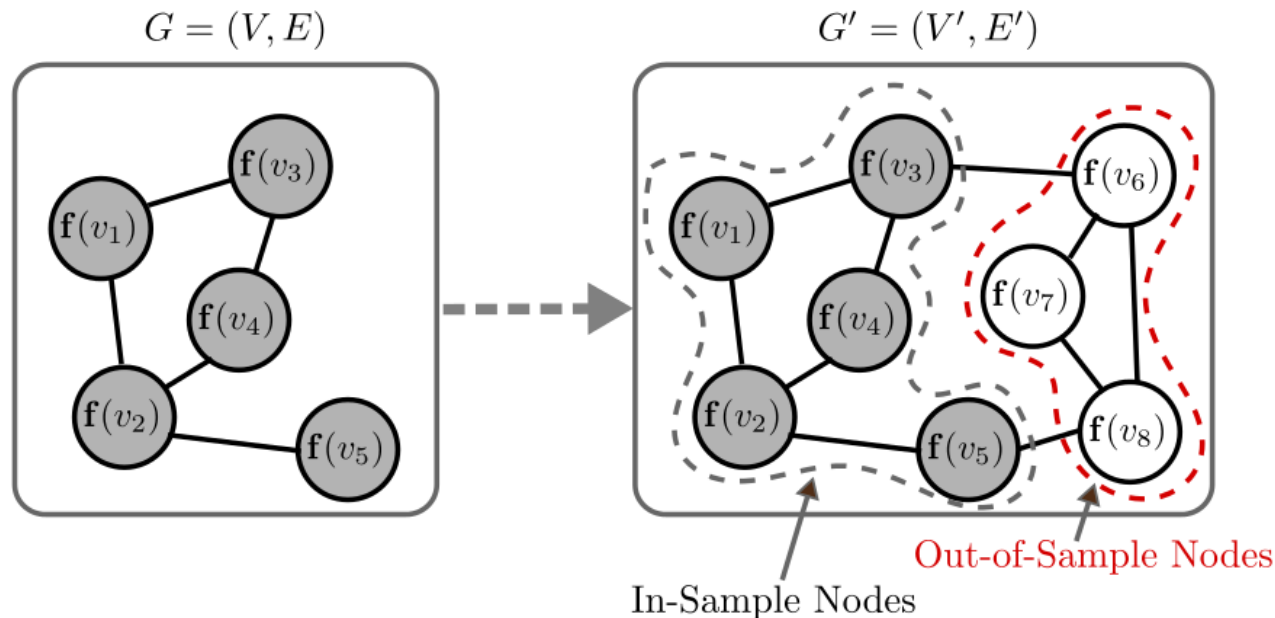 G = (V, E)
f(v₃)
f(v₁)
f(v₄)
f(v₂)
f(v₅)
G′ = (V′, E′)
f(v₃)
f(v₆)
f(v₁)
f(v₇)
f(v₄)
f(v₂)
f(v₅)
f(v₈)
Out-of-Sample Nodes
In-Sample Nodes